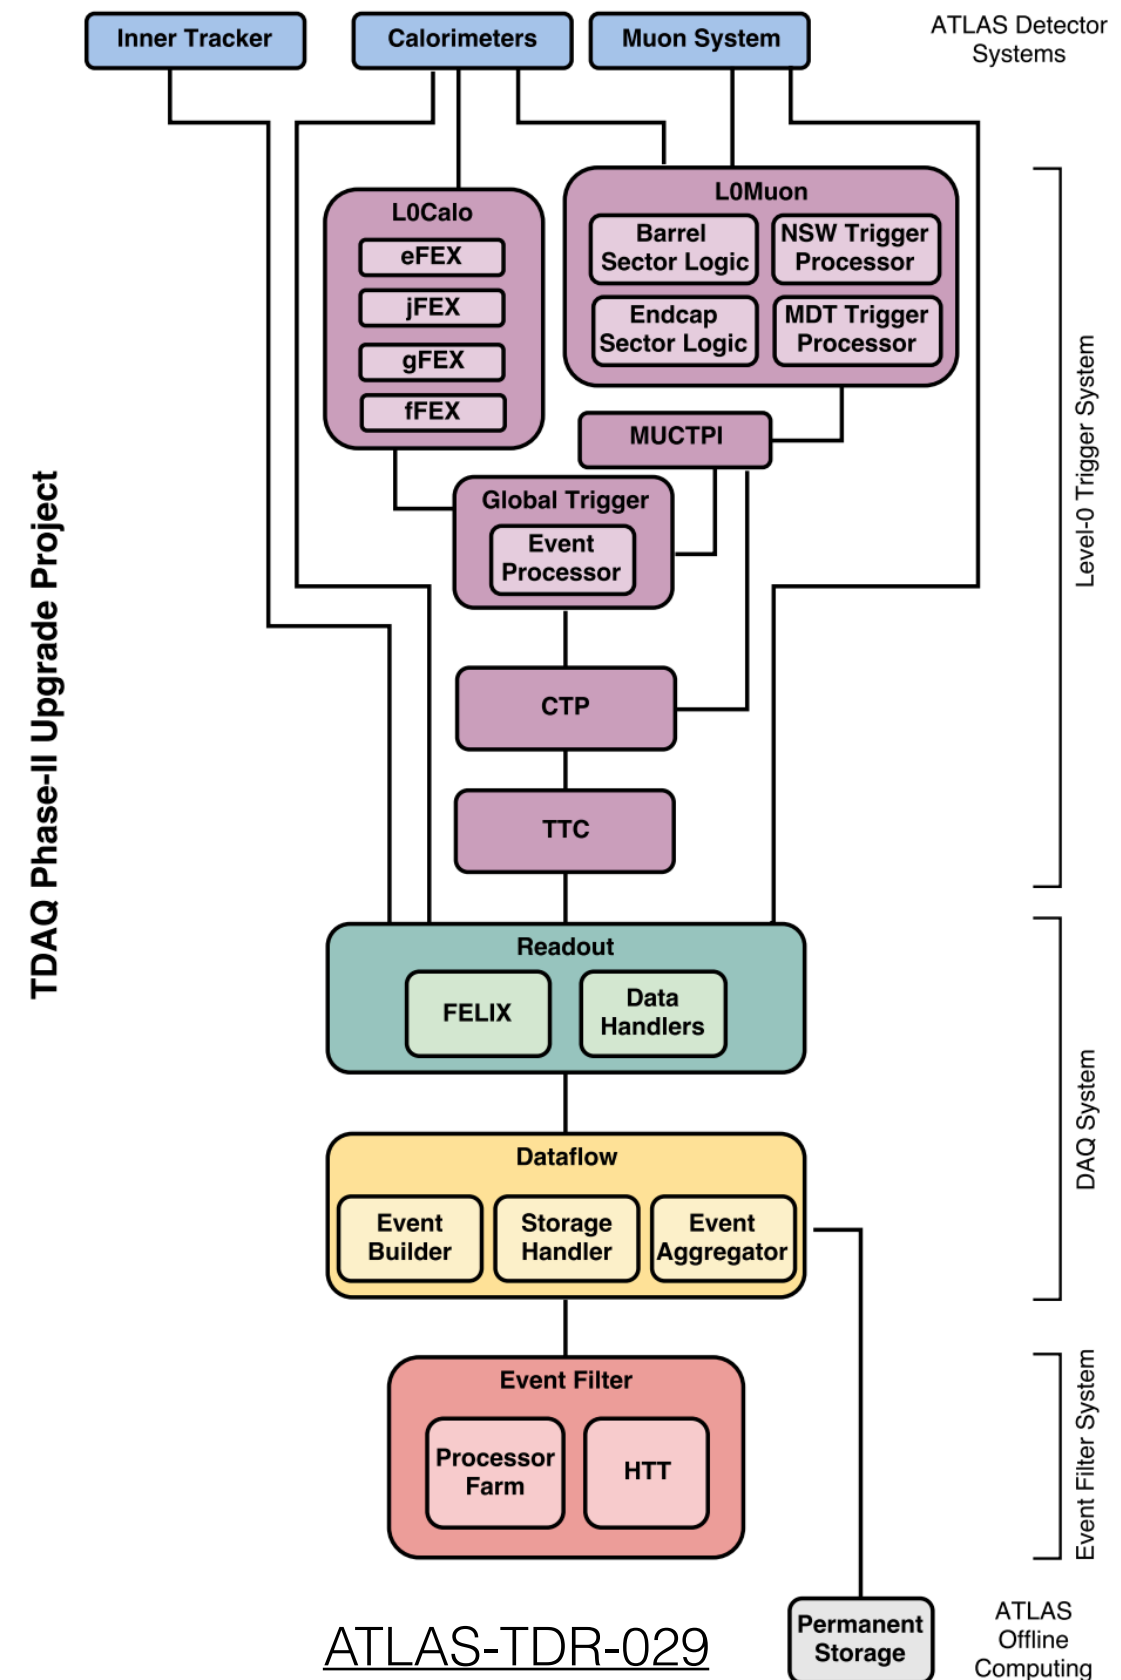 Inner Tracker
Calorimeters
Muon System
ATLAS Detector
Systems
L0Calo
eFEX
jFEX
gFEX
fFEX
L0Muon
Barrel
Sector Logic
NSW Trigger
Processor
Endcap
Sector Logic
MDT Trigger
Processor
MUCTPI
Global Trigger
Event
Processor
CTP
TTC
Level-0 Trigger System
TDAQ Phase-II Upgrade Project
Readout
FELIX
Data
Handlers
Dataflow
Event
Builder
Storage
Handler
Event
Aggregator
DAQ System
Event Filter
Processor
Farm
HTT
Event Filter System
Permanent
Storage
ATLAS
Offline
Computing
ATLAS-TDR-029